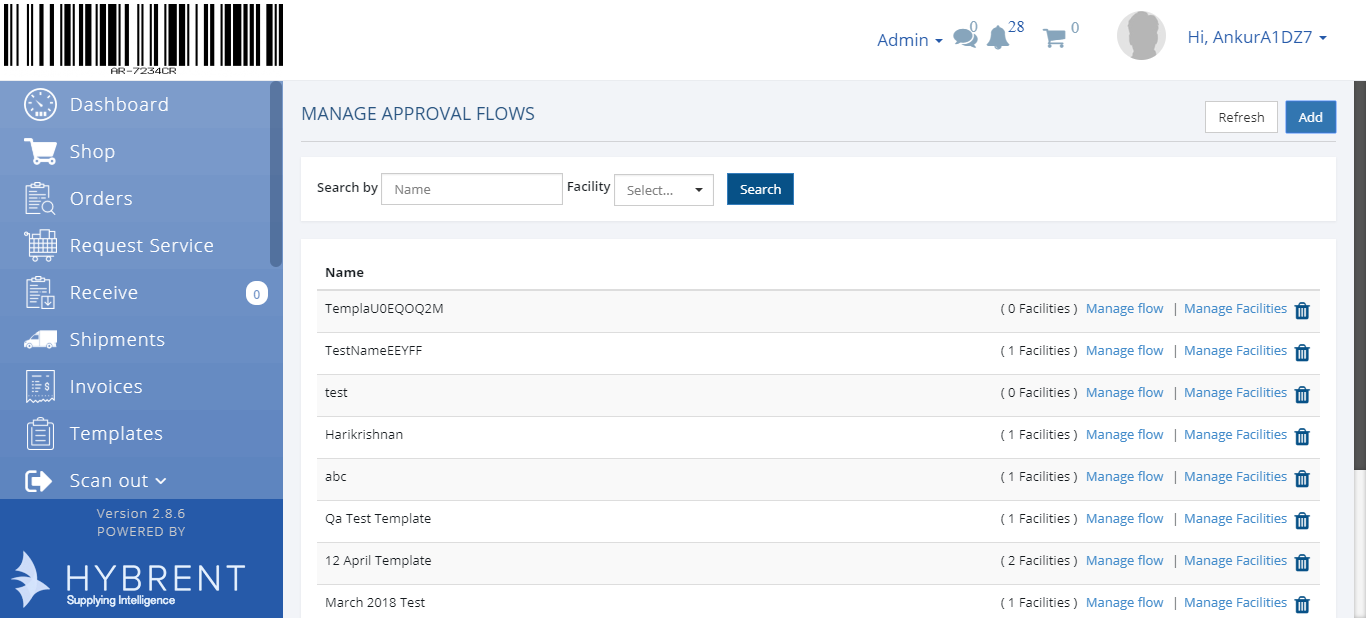 AR-7234CR
Admin
0
28
0
Hi, AnkurA1DZ7
Dashboard
Shop
Orders
Request Service
Receive 0
Shipments
Invoices
Templates
Scan out
Version 2.8.6
POWERED BY
HYBRENT
Supplying Intelligence
MANAGE APPROVAL FLOWS
Refresh Add
Search by Name Facility Select... Search
Name
TemplaU0EQOQ2M ( 0 Facilities ) Manage flow | Manage Facilities
TestNameEEYFF ( 1 Facilities ) Manage flow | Manage Facilities
test ( 0 Facilities ) Manage flow | Manage Facilities
Harikrishnan ( 1 Facilities ) Manage flow | Manage Facilities
abc ( 1 Facilities ) Manage flow | Manage Facilities
Qa Test Template ( 1 Facilities ) Manage flow | Manage Facilities
12 April Template ( 2 Facilities ) Manage flow | Manage Facilities
March 2018 Test ( 1 Facilities ) Manage flow | Manage Facilities